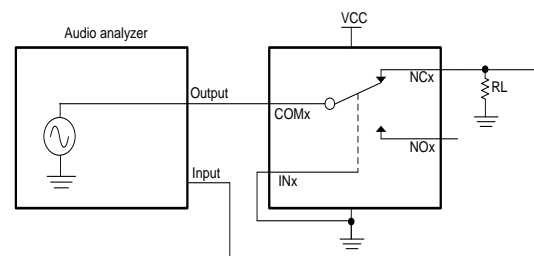 VCC
Audio analyzer
Output
NCx
RL
COMx
NOx
Input
INx